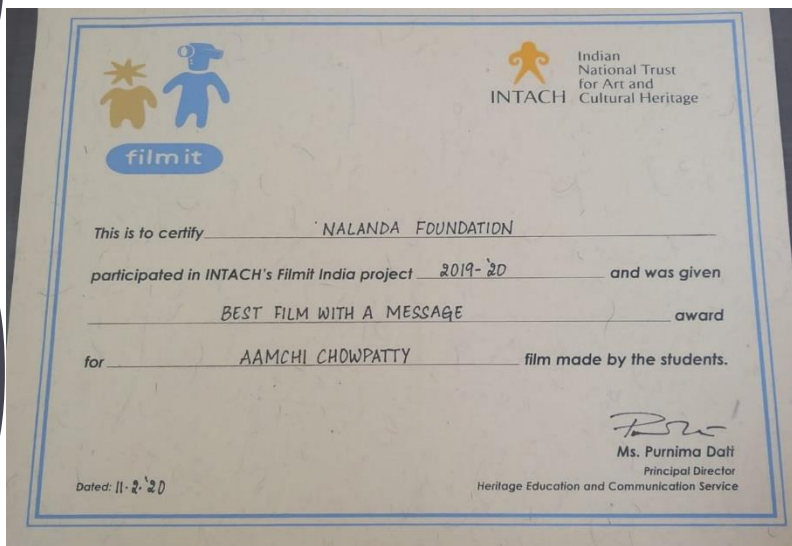 filmit
INTACH
Indian
National Trust
for Art and
Cultural Heritage
This is to certify NALANDA FOUNDATION
participated in INTACH's Filmit India project 2019-'20 and was given
BEST FILM WITH A MESSAGE award
for AAMCHI CHOWPATTY film made by the students.
Ms. Purnima Datt
Principal Director
Heritage Education and Communication Service
Dated: 11-2-'20